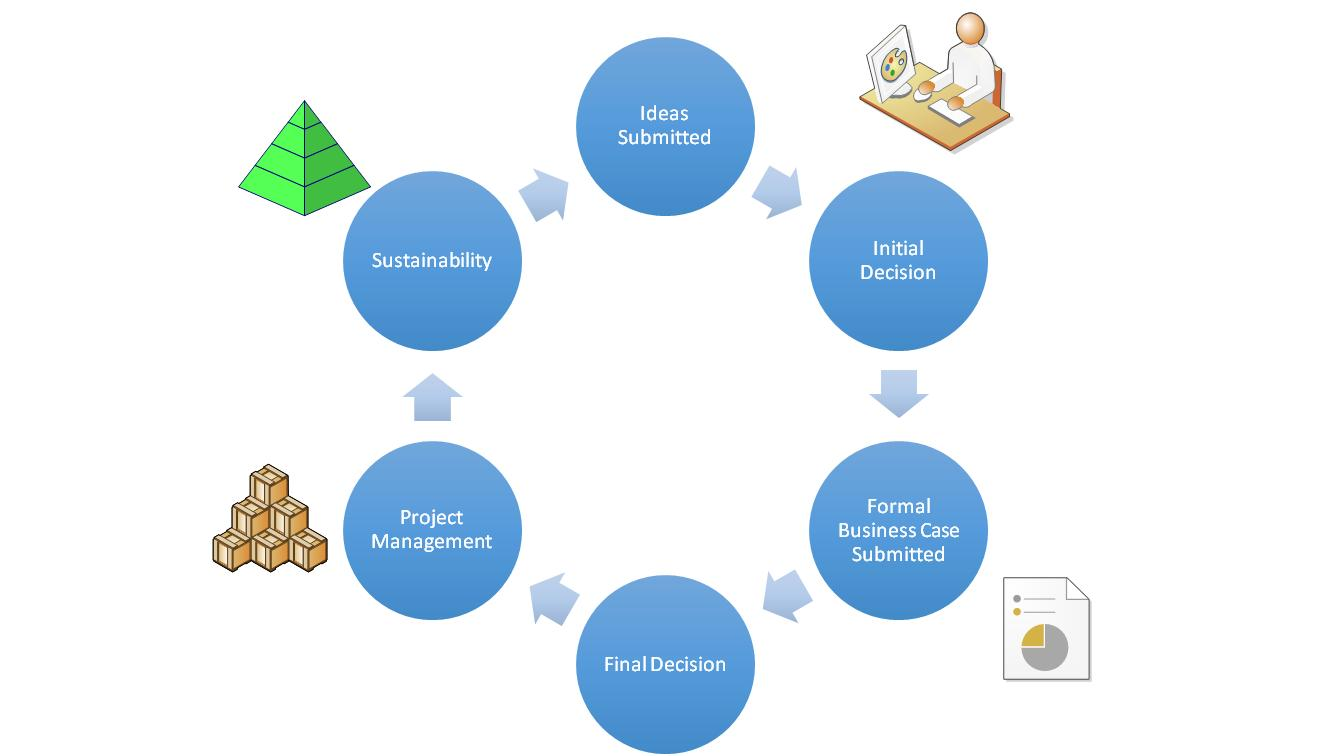 Ideas
Submitted
Initial
Decision
Formal
Business Case
Submitted
Final Decision
Project
Management
Sustainability